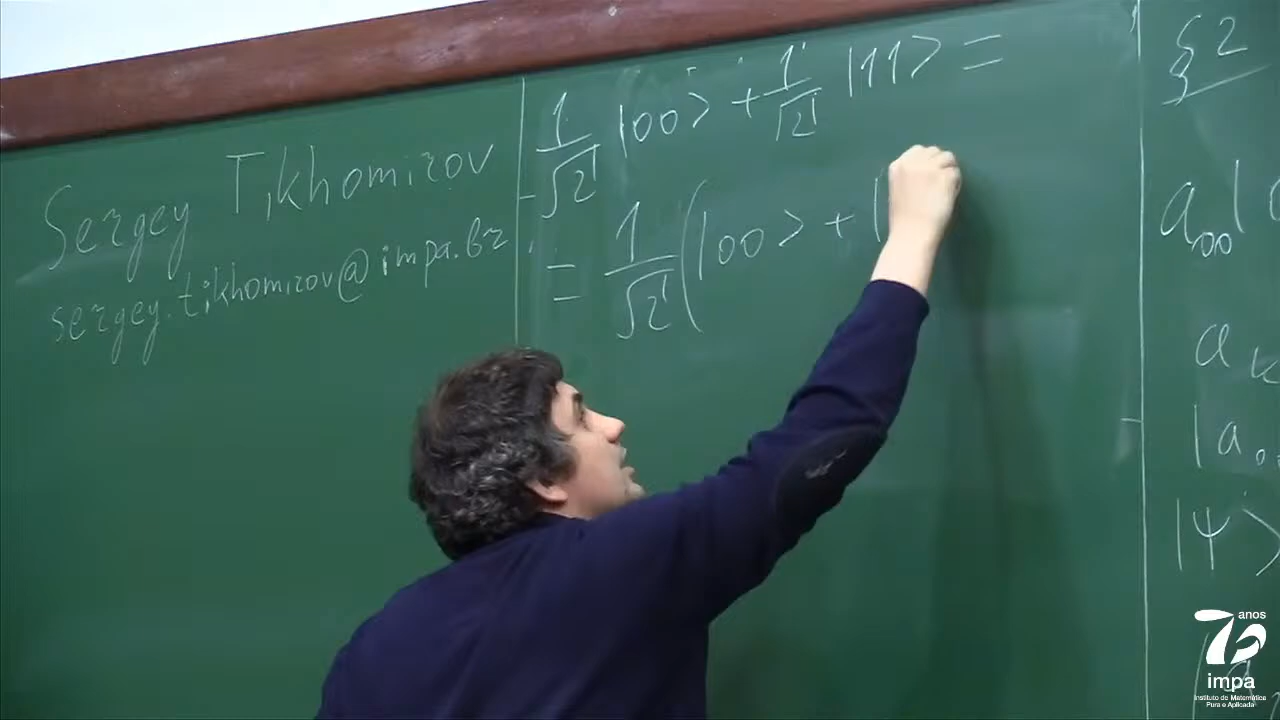 Sergey Tikhomirov
sergey.tikhomirov@impa.br
1/√2 |00> + 1/√2 |11> =
= 1/√2 (|00> + |
§2
a₀₀|
a
|a
|ψ>
anos
impa
Instituto de Matemática
Pura e Aplicada